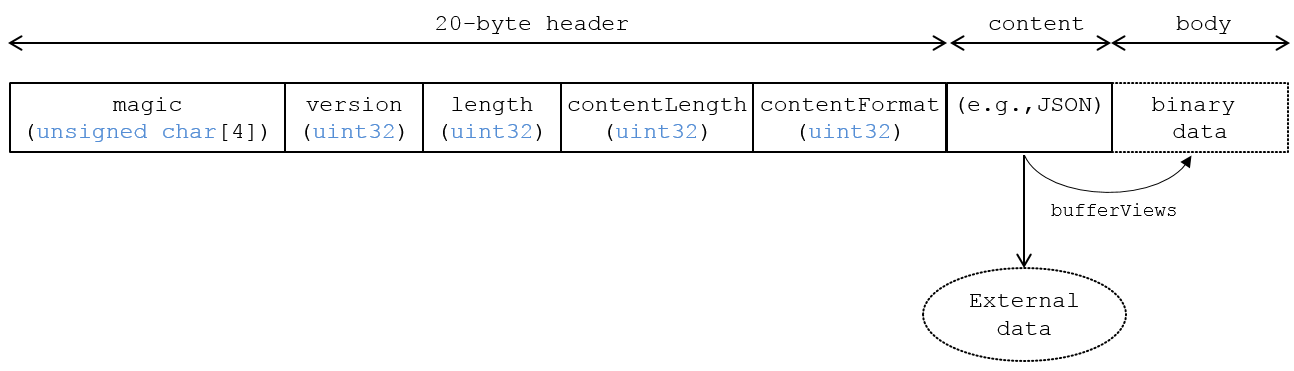 20-byte header
content
body
magic
(unsigned char[4])
version
(uint32)
length
(uint32)
contentLength
(uint32)
contentFormat
(uint32)
(e.g.,JSON)
binary
data
bufferViews
External
data